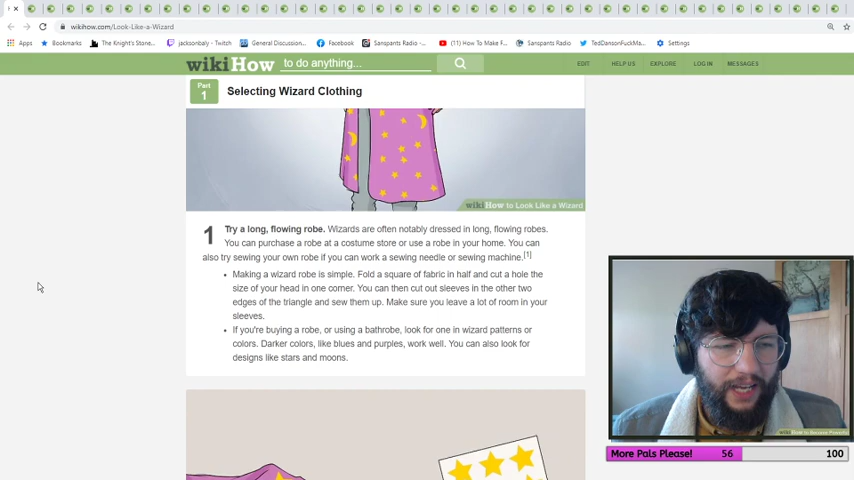 wikihow.com/Look-Like-a-Wizard
Apps
Bookmarks
The Knight's Stone...
jacksonbaly - Twitch
General Discussion...
Facebook
Sanspants Radio -...
(11) How To Make F...
Sanspants Radio
TedDansonFuckMa...
Settings
wikiHow to do anything...
EDIT
HELP US
EXPLORE
LOG IN
MESSAGES
Part
1
Selecting Wizard Clothing
wikiHow to Look Like a Wizard
1
Try a long, flowing robe. Wizards are often notably dressed in long, flowing robes.
You can purchase a robe at a costume store or use a robe in your home. You can
also try sewing your own robe if you can work a sewing needle or sewing machine.[1]
Making a wizard robe is simple. Fold a square of fabric in half and cut a hole the
size of your head in one corner. You can then cut out sleeves in the other two
edges of the triangle and sew them up. Make sure you leave a lot of room in your
sleeves.
If you're buying a robe, or using a bathrobe, look for one in wizard patterns or
colors. Darker colors, like blues and purples, work well. You can also look for
designs like stars and moons.
More Pals Please!
56
100